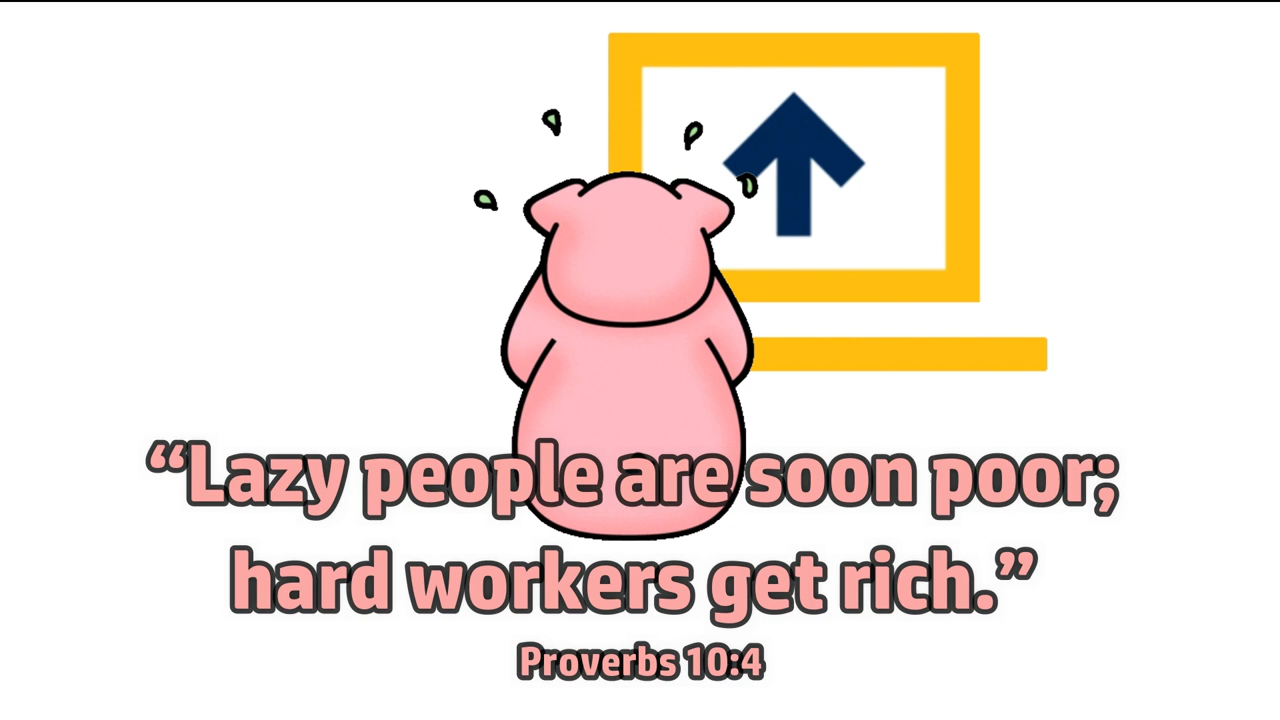 “Lazy people are soon poor;
hard workers get rich.”
Proverbs 10:4